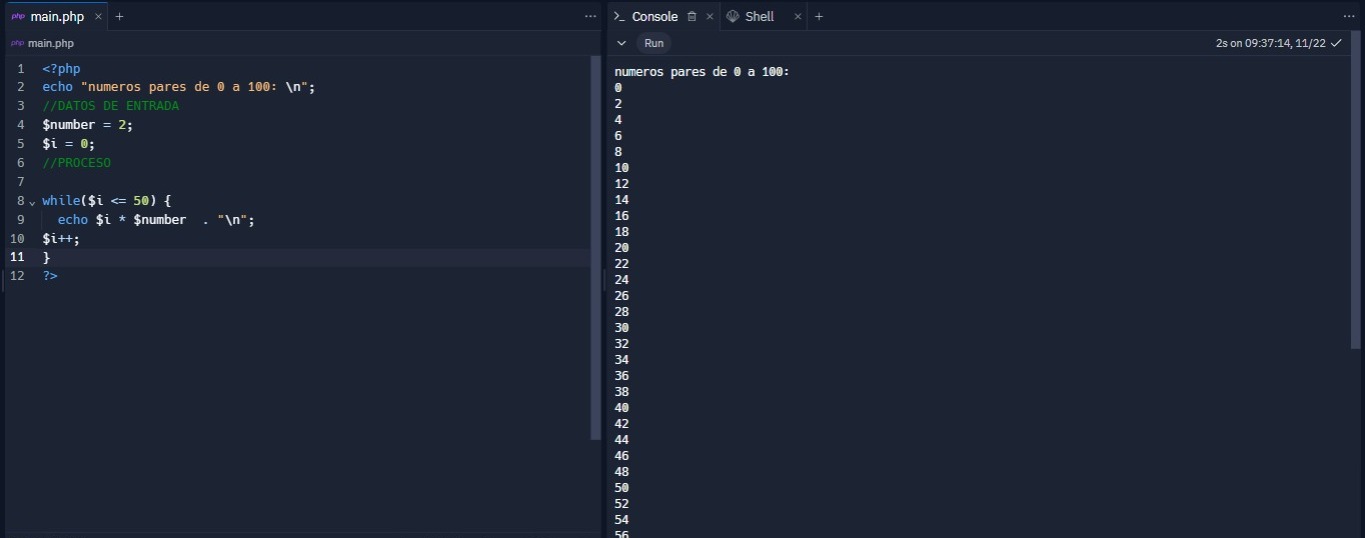 php main.php × +
php main.php
1 <?php
2 echo "numeros pares de 0 a 100: \n";
3 //DATOS DE ENTRADA
4 $number = 2;
5 $i = 0;
6 //PROCESO
7
8 while($i <= 50) {
9 echo $i * $number . "\n";
10 $i++;
11 }
12 ?>
>_ Console × Shell × +
Run 2s on 09:37:14, 11/22 ✓
numeros pares de 0 a 100:
0
2
4
6
8
10
12
14
16
18
20
22
24
26
28
30
32
34
36
38
40
42
44
46
48
50
52
54
56